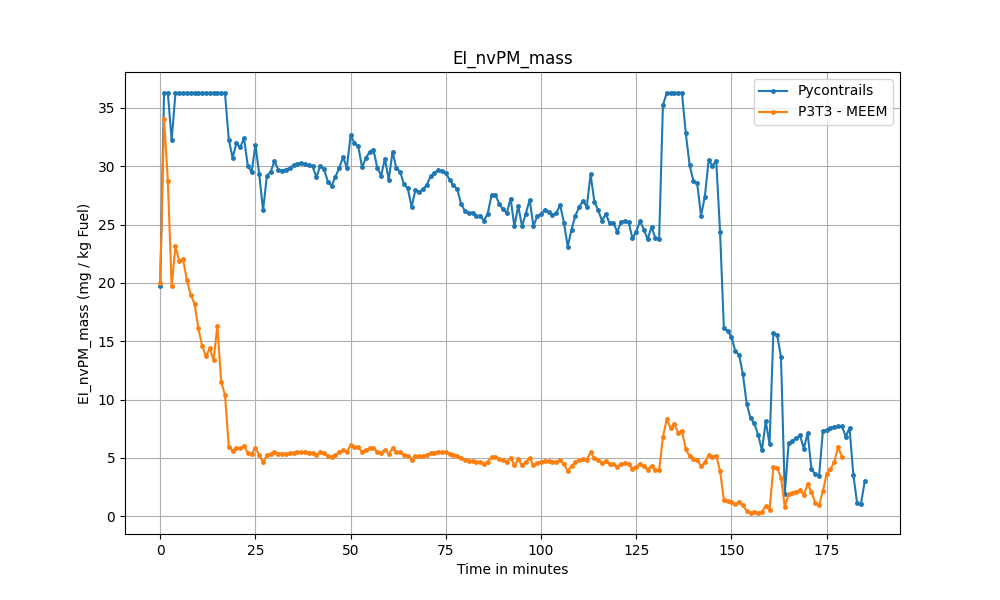 EI_nvPM_mass
Pycontrails
P3T3 - MEEM
EI_nvPM_mass (mg / kg Fuel)
35
30
25
20
15
10
5
0
0 25 50 75 100 125 150 175
Time in minutes